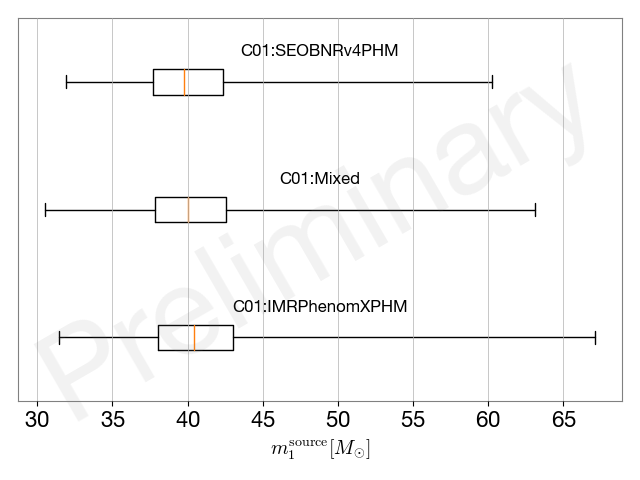 C01:SEOBNRv4PHM
C01:Mixed
C01:IMRPhenomXPHM
Preliminary
30 35 40 45 50 55 60 65
m₁^source [M☉]